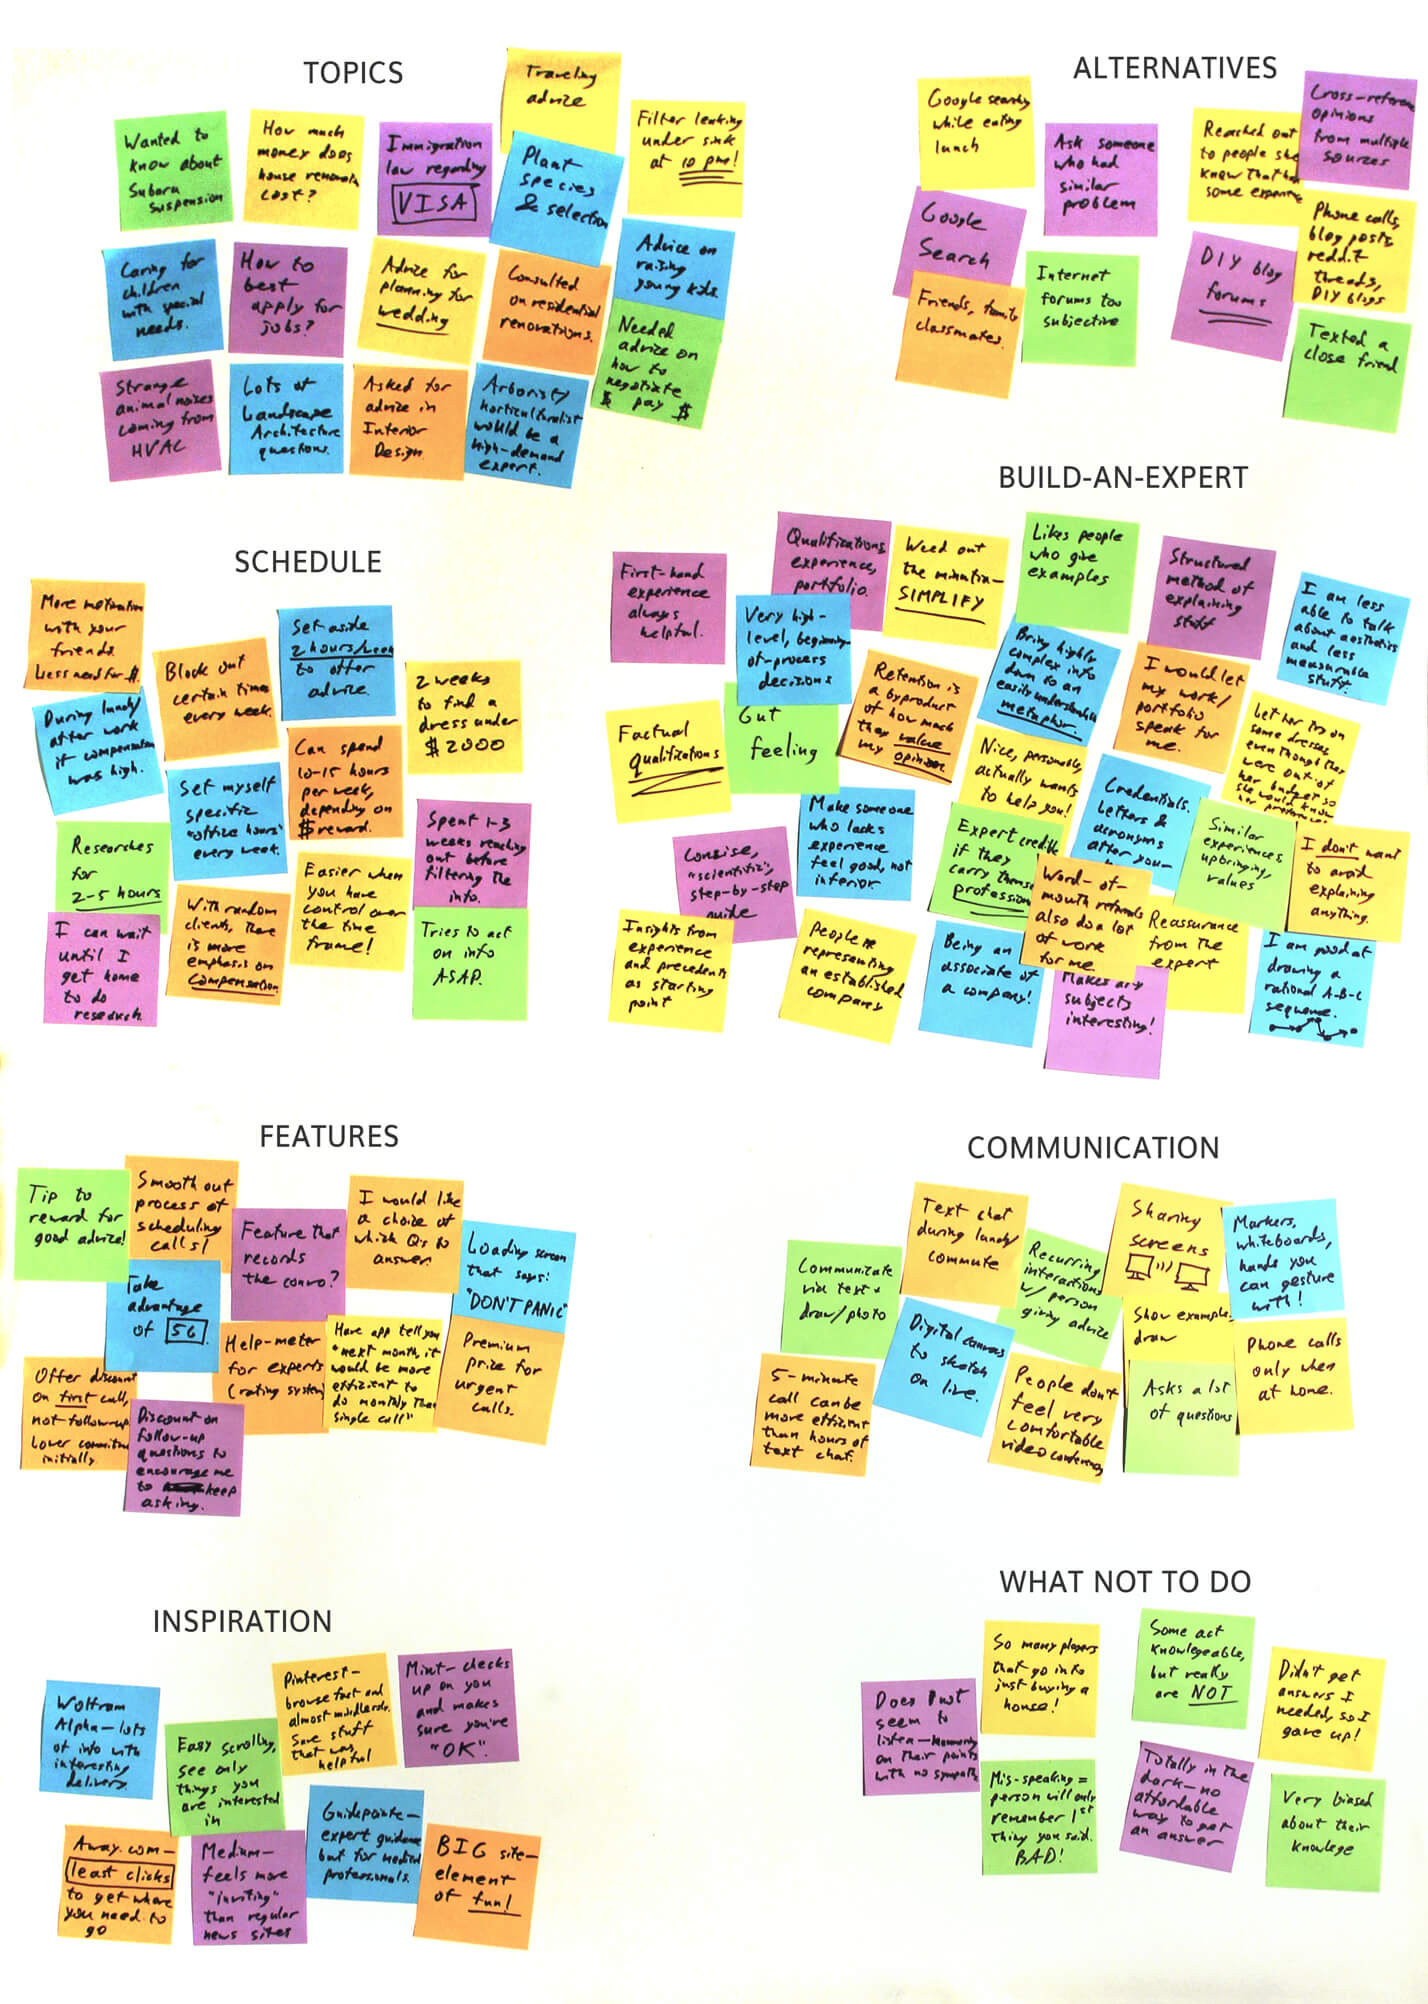 TOPICS
Wanted to
know about
Subaru
suspension
How much
money does
house renovatn
cost?
Immigration
law regarding
VISA
Traveling
advice
Plant
species
& selection
Filter leaking
under sink
at 10 pm!
Caring for
children
with special
needs.
How to
best
apply for
jobs?
Advice for
planning for
wedding
Consulted
on residential
renovations.
Advice on
raising
young kids.
Needed
advice on
how to
negotiate
$ pay $
Strange
animal noises
coming from
HVAC
Lots of
Landscape
Architecture
questions.
Asked for
advice in
Interior
Design.
Arborist/
horticulturalist
would be a
high-demand
expert.
ALTERNATIVES
Google searchy
while eating
lunch
Ask someone
who had
similar
problem
Reached out
to people she
knew that ha
some experienc
Cross-referenc
opinions
from multiple
sources
Google
Search
Friends, family
classmates.
Internet
forums too
subjective
DIY blog
forums
Phone calls,
blog posts,
reddit
threads,
DIY blogs
Texted a
close friend
SCHEDULE
More motivation
with your
friends
Less need for $.
Block out
certain times
every week.
Set aside
2 hours/week
to offer
advice.
2 weeks
to find a
dress under
$2000
During lunch/
after work
if compensation
was high.
Set myself
specific
"office hours"
every week.
Can spend
10-15 hours
per week,
depending on
$ reward.
Spent 1-3
weeks reaching
out before
filtering the
info.
Researches
for
2-5 hours
With random
clients, there
is more
emphasis on
compensation
Easier when
you have
control over
the time
frame!
Tries to act
on info
ASAP.
I can wait
until I
get home
to do
research.
BUILD-AN-EXPERT
First-hand
experience
always
helpful.
Qualifications,
experience,
portfolio.
Weed out
the minutia—
SIMPLIFY
Likes people
who give
examples
Structured
method of
explaining
stuff
I am less
able to talk
about aesthetics
and less
measurable
stuff.
Very high-
level, beginning-
of-process
decisions
Retention is
a byproduct
of how much
they value
my opinion
Bring highly
complex info
down to an
easily understandable
metaphor.
I would let
my work/
portfolio
speak for
me.
Let her try on
some dresses
even though they
were out of
her budget so
she would know
her preferences
Factual
qualifications
Gut
feeling
Nice, personable,
actually wants
to help you!
Credentials.
Letters &
acronyms
after you-
Similar
experiences,
upbringing,
values
I don't want
to avoid
explaining
anything.
Concise,
"scientific",
step-by-step
guide
Make someone
who lacks
experience
feel good, not
inferior
Expert credible
if they
carry themse
profession
Word-of-
mouth referrals
also do a lot
of work
for me.
Reassurance
from the
expert
Insights from
experience
and precedents
as starting
point
People
representing
an established
company
Being an
associate of
a company!
Makes any
subjects
interesting!
I am good at
drawing a
rational A-B-C
sequence.
FEATURES
Tip to
reward for
good advice!
Smooth out
process of
scheduling
calls!
Feature that
records
the convo?
I would like
a choice of
which Q's to
answer.
Loading screen
that says:
"DON'T PANIC"
Take
advantage
of 5G
Help-meter
for experts
(rating system)
Have app tell you
"next month, it
would be more
efficient to
do monthly than
single call"
Premium
prize for
urgent
calls.
Offer discount
on first call,
not follow-up
Lower commitm
initially.
Discount on
follow-up
questions to
encourage me
to keep
asking.
COMMUNICATION
Text chat
during lunch/
commute
Sharing
screens
Markers,
whiteboards,
hands you
can gesture
with!
Communicate
via text +
draw/photo
Recurring
interactions
w/ person
giving advice
Digital canvas
to sketch
on live.
Show example,
draw
Phone calls
only when
at home.
5-minute
call can be
more efficient
than hours of
text chat.
People don't
feel very
comfortable
video conferency
Asks a lot
of questions
INSPIRATION
Wolfram
Alpha—lots
of info with
interesting
delivery.
Easy scrolling,
see only
things you
are interested
in
Pinterest—
browse fast and
almost mindlessly.
Save stuff
that was
helpful
Mint—checks
up on you
and makes
sure you're
"OK".
Away.com—
least clicks
to get where
you need to
go
Medium—
feels more
"inviting"
than regular
news sites
Guidepointe—
expert guidance
but for medical
professionals.
BIG site—
element
of fun!
WHAT NOT TO DO
So many players
that go into
just buying a
house!
Some act
knowlegeable,
but really
are NOT
Didn't get
answers I
needed, so I
gave up!
Does not
seem to
listen—
on their points
with no sympathy
Mis-speaking =
person will only
remember 1st
thing you said.
BAD!
Totally in the
dark—no
affordable
way to get
an answer
Very biased
about their
knowlege